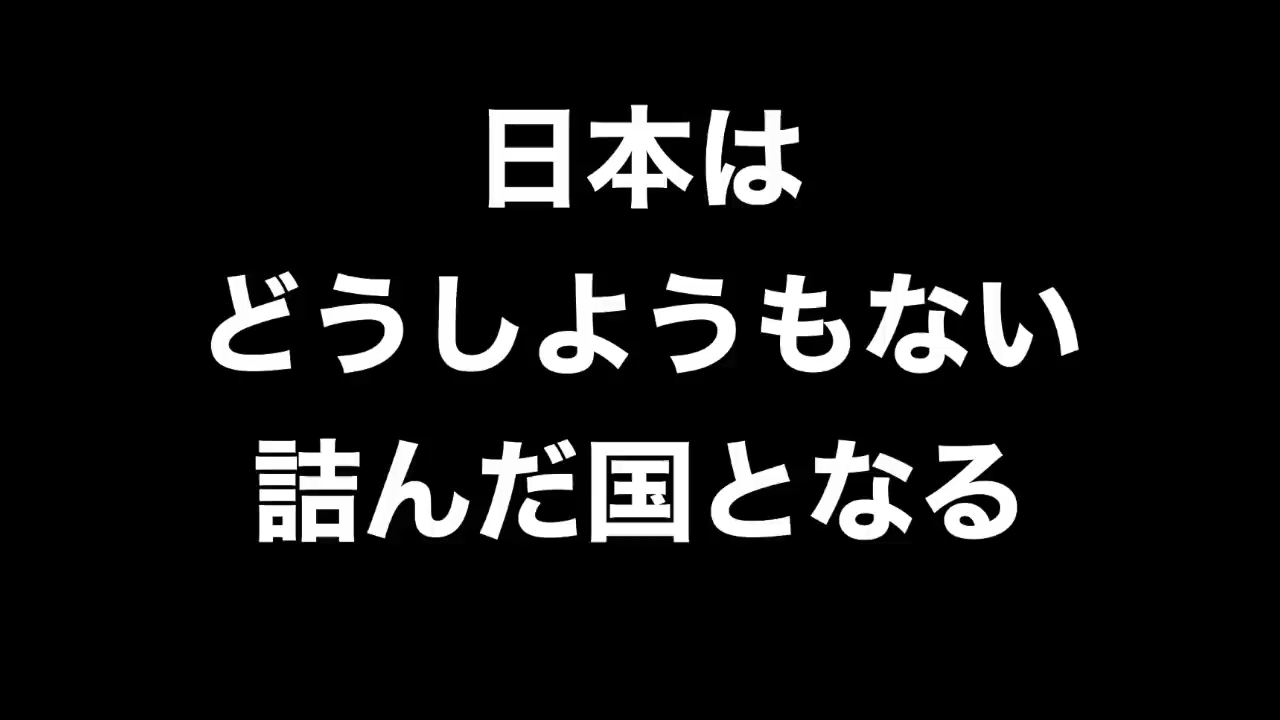 日本は
どうしようもない
詰んだ国となる